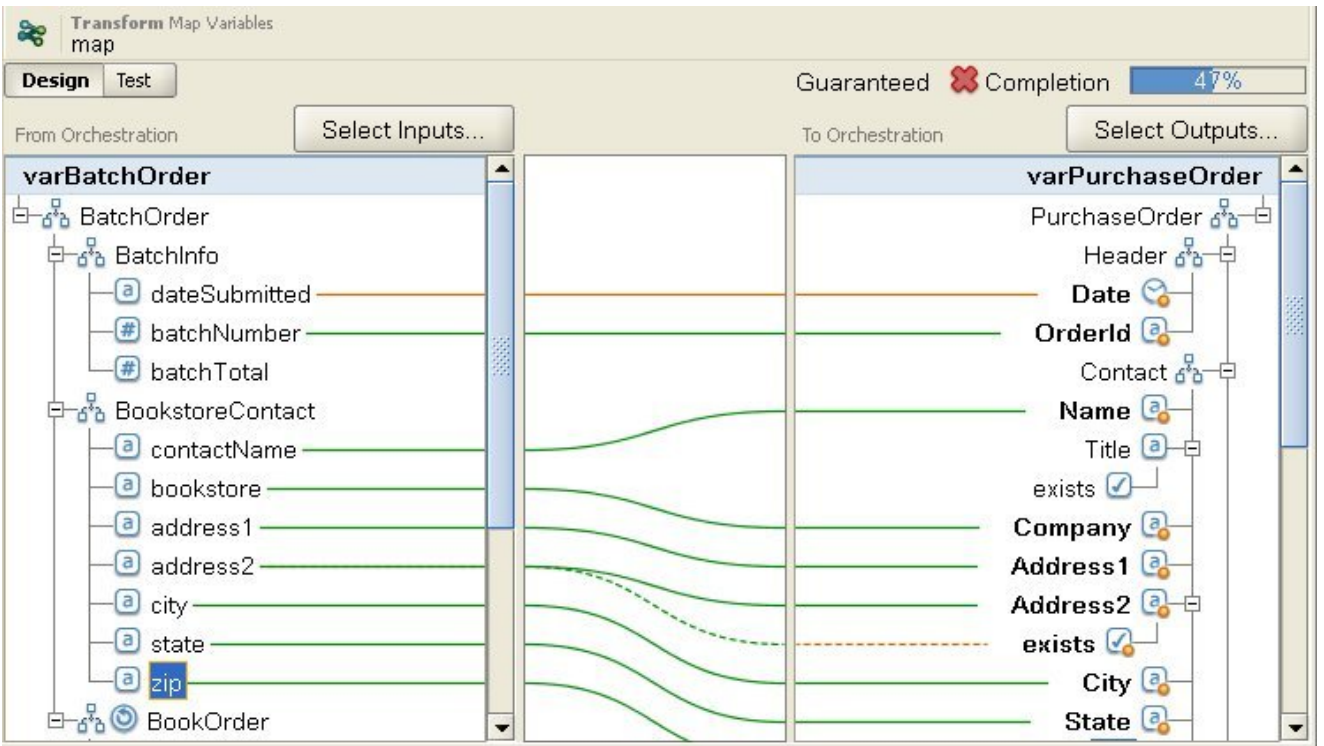 Transform Map Variables
map
Design Test
Guaranteed Completion 47%
From Orchestration Select Inputs...
To Orchestration Select Outputs...
varBatchOrder
BatchOrder
BatchInfo
dateSubmitted
batchNumber
batchTotal
BookstoreContact
contactName
bookstore
address1
address2
city
state
zip
BookOrder
varPurchaseOrder
PurchaseOrder
Header
Date
OrderId
Contact
Name
Title
exists
Company
Address1
Address2
exists
City
State